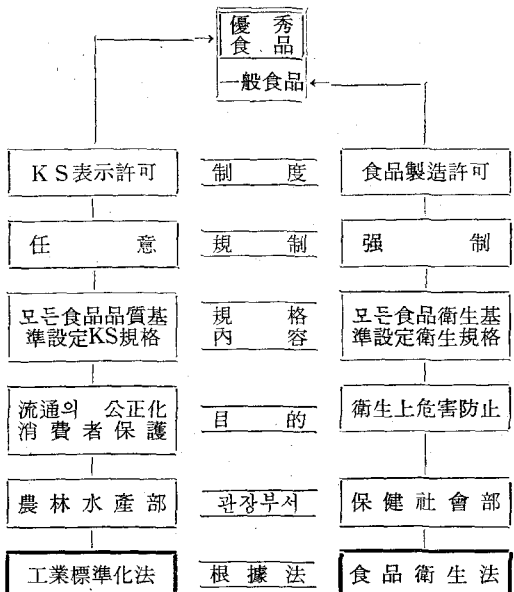 優秀
食品
一般食品
KS表示許可 制度 食品製造許可
任意 規制 强制
모든食品品質基 規格 모든食品衛生基
準設定KS規格 內容 準設定衛生規格
流通의 公正化 目的 衛生上危害防止
消費者保護
農林水產部 관장부서 保健社會部
工業標準化法 根據法 食品衛生法